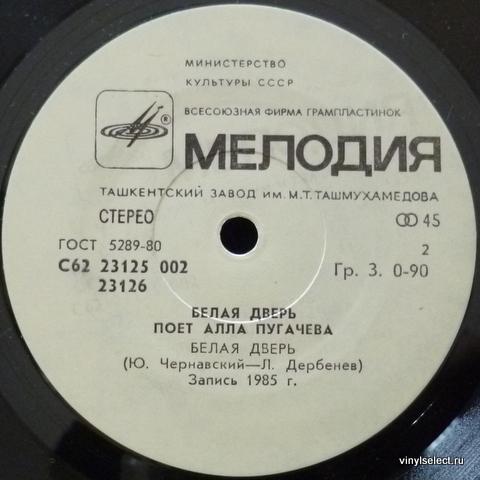 МИНИСТЕРСТВО
КУЛЬТУРЫ СССР
ВСЕСОЮЗНАЯ ФИРМА ГРАМПЛАСТИНОК
®
МЕЛОДИЯ
ТАШКЕНТСКИЙ ЗАВОД ИМ. М.Т. ТАШМУХАМЕДОВА
СТЕРЕО 45
ГОСТ 5289-80 2
С62 23125 002 Гр. 3. 0-90
23126
БЕЛАЯ ДВЕРЬ
ПОЕТ АЛЛА ПУГАЧЕВА
БЕЛАЯ ДВЕРЬ
(Ю. Чернавский—Л. Дербенев)
Запись 1985 г.
vinylselect.ru